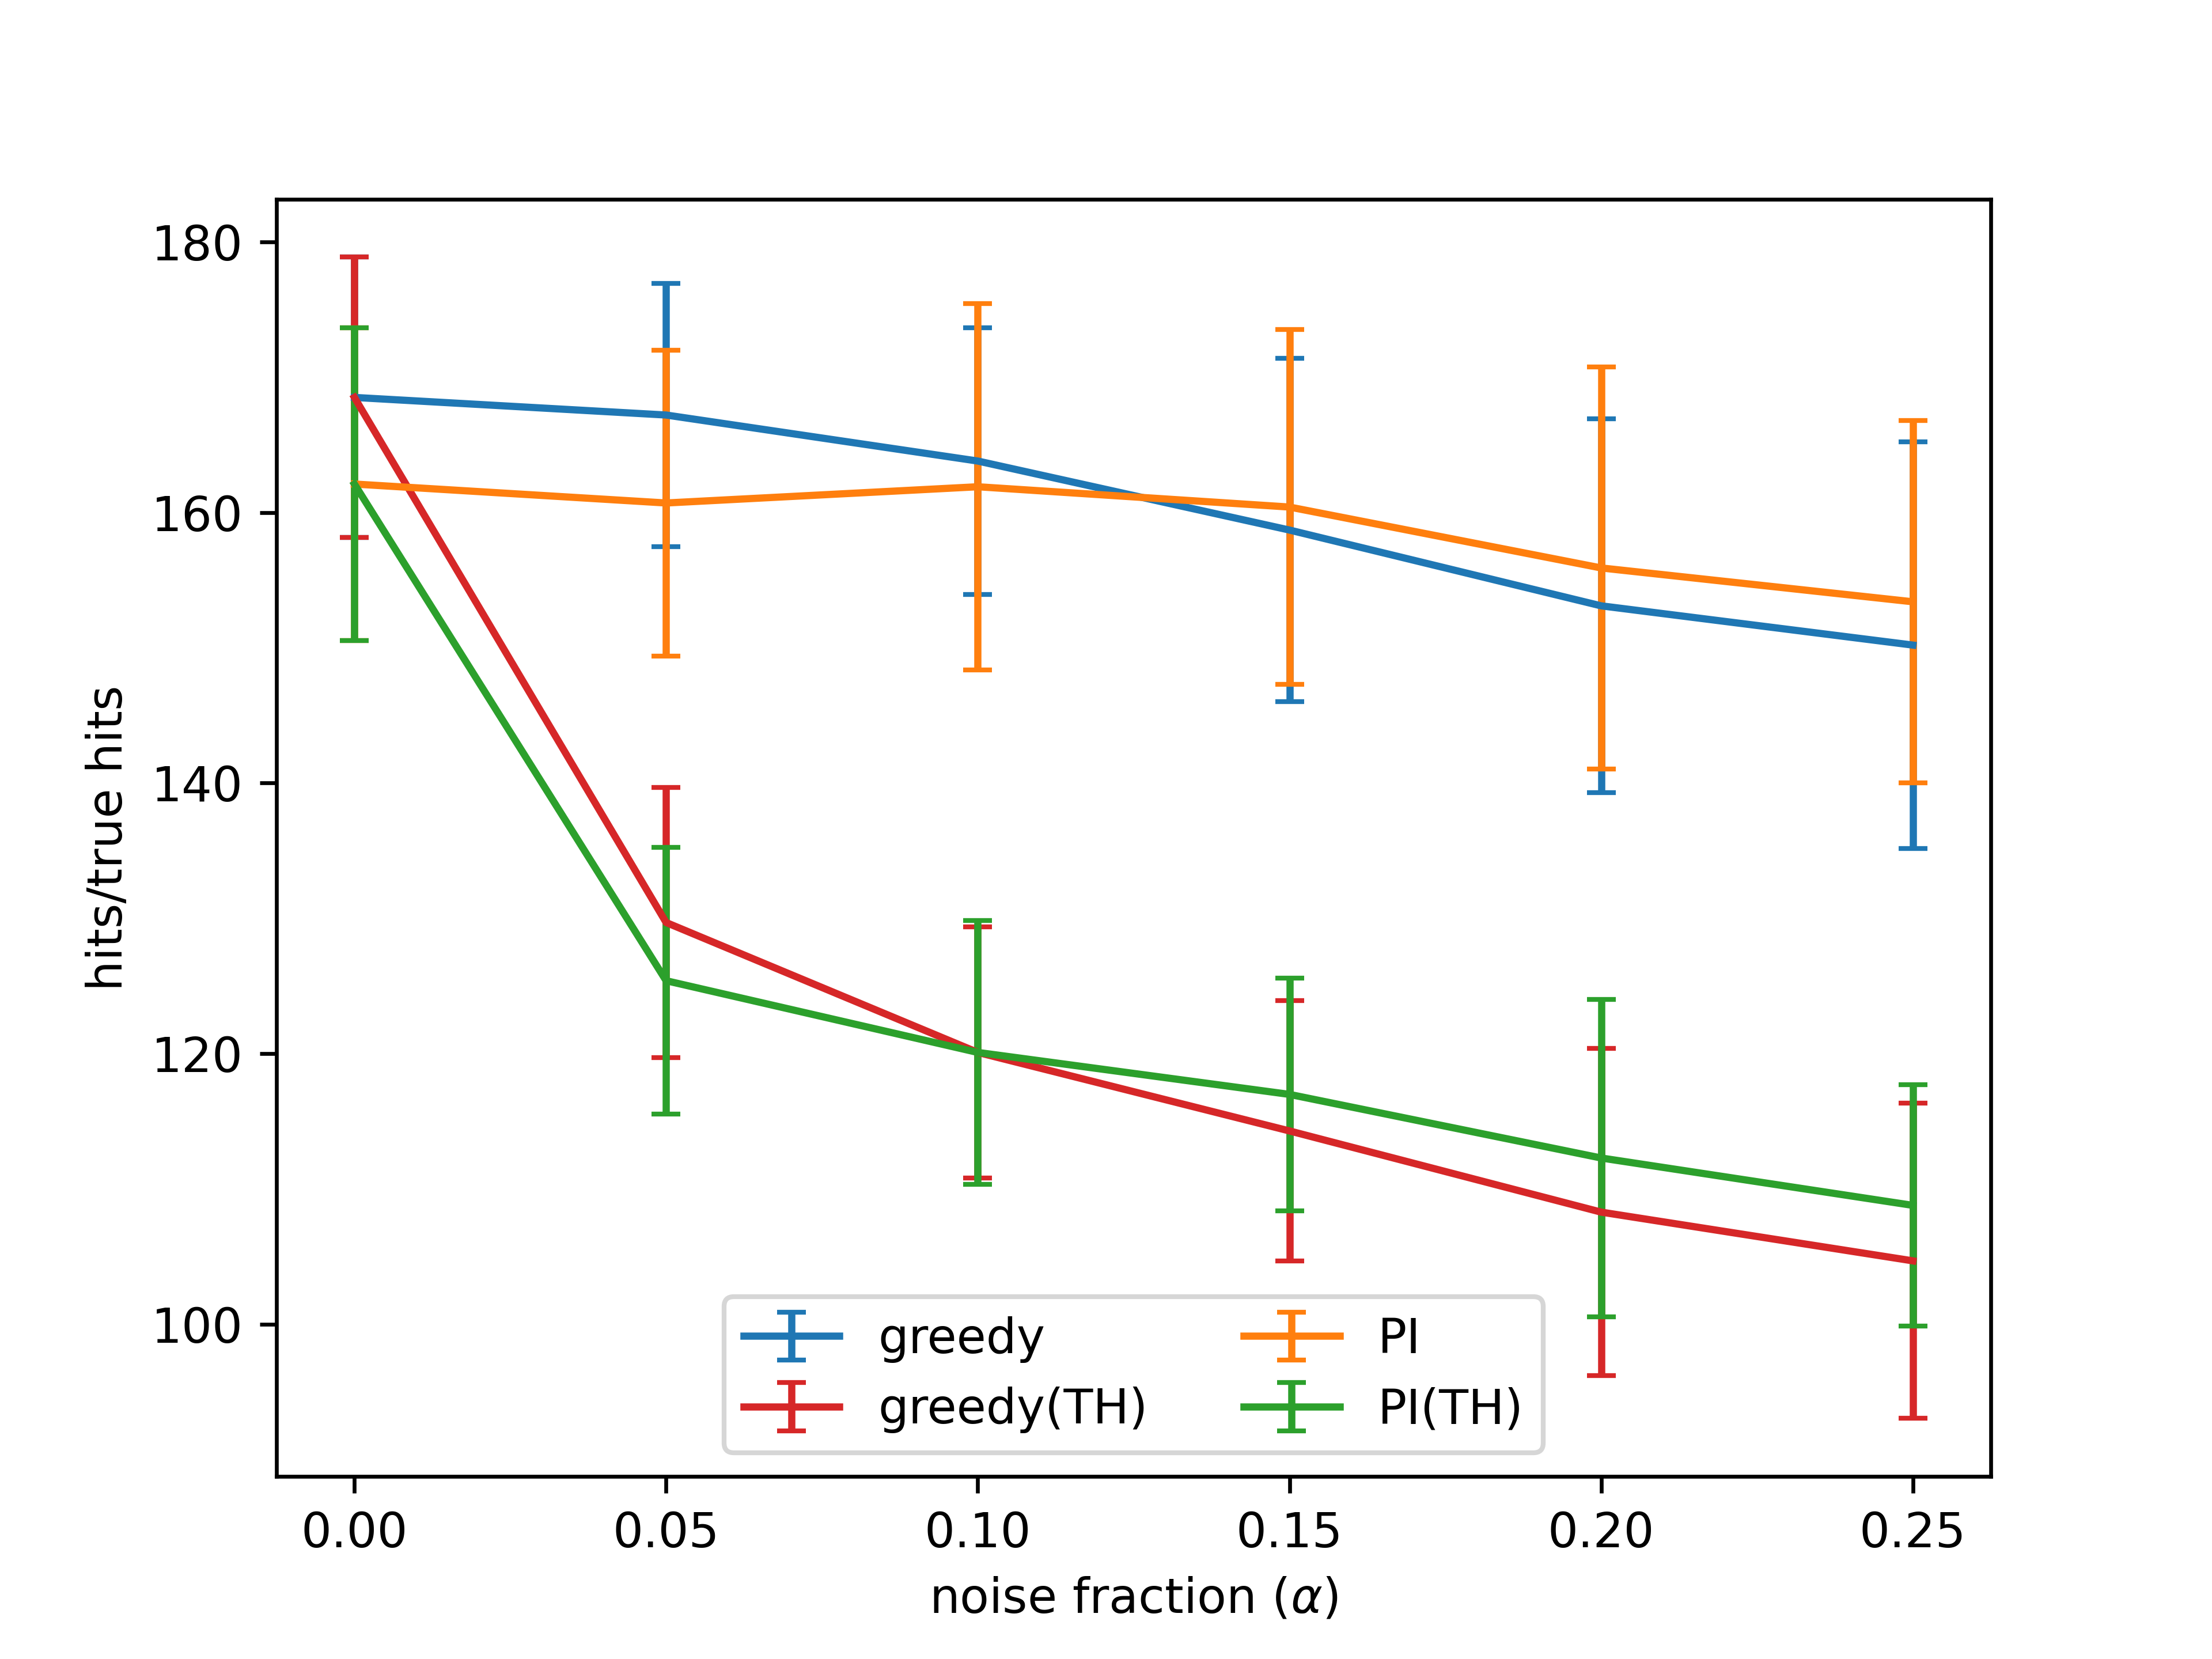 180
160
140
120
100
hits/true hits
greedy
PI
greedy(TH)
PI(TH)
0.00 0.05 0.10 0.15 0.20 0.25
noise fraction (α)